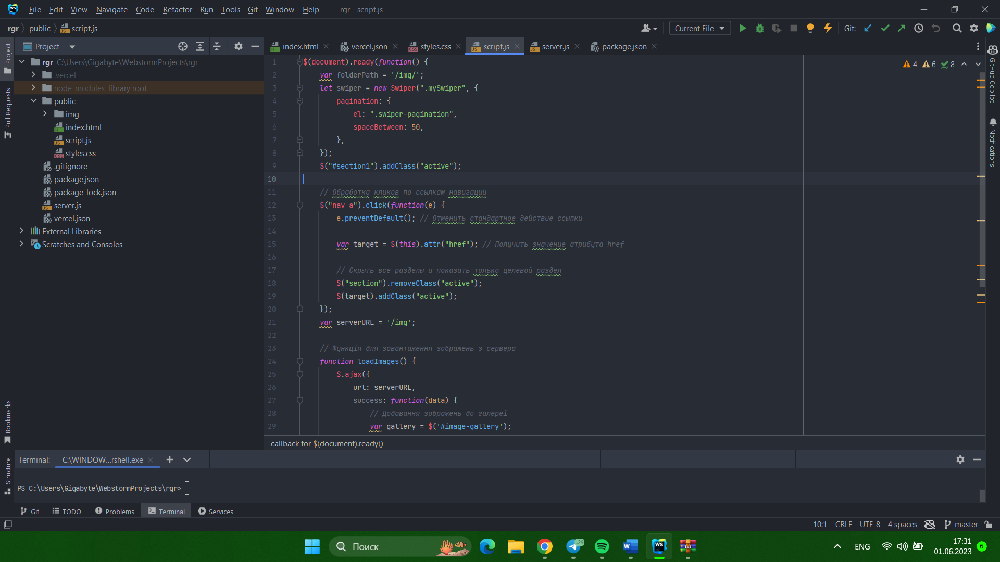 File Edit View Navigate Code Refactor Run Tools Git Window Help rgr - script.js
rgr public script.js Current File Git:
Project
index.html vercel.json styles.css script.js server.js package.json
rgr C:\Users\Gigabyte\WebstormProjects\rgr
.vercel
node_modules library root
public
img
index.html
script.js
styles.css
.gitignore
package.json
package-lock.json
server.js
vercel.json
External Libraries
Scratches and Consoles
Project
Pull Requests
Bookmarks
Structure
4 6 8
1 $(document).ready(function() {
2 var folderPath = '/img/';
3 let swiper = new Swiper(".mySwiper", {
4 pagination: {
5 el: ".swiper-pagination",
6 spaceBetween: 50,
7 },
8 });
9 $("#section1").addClass("active");
10
11 // Обработка кликов по ссылкам навигации
12 $("nav a").click(function(e) {
13 e.preventDefault(); // Отменить стандартное действие ссылки
14
15 var target = $(this).attr("href"); // Получить значение атрибута href
16
17 // Скрыть все разделы и показать только целевой раздел
18 $("section").removeClass("active");
19 $(target).addClass("active");
20 });
21 var serverURL = '/img';
22
23 // Функція для завантаження зображень з сервера
24 function loadImages() {
25 $.ajax({
26 url: serverURL,
27 success: function(data) {
28 // Додавання зображень до галереї
29 var gallery = $('#image-gallery');
GitHub Copilot
Notifications
callback for $(document).ready()
Terminal: C:\WINDOW...rshell.exe
PS C:\Users\Gigabyte\WebstormProjects\rgr>
Git TODO Problems Terminal Services
10:1 CRLF UTF-8 4 spaces master
Поиск 29 W WS ENG 17:31
01.06.2023 6